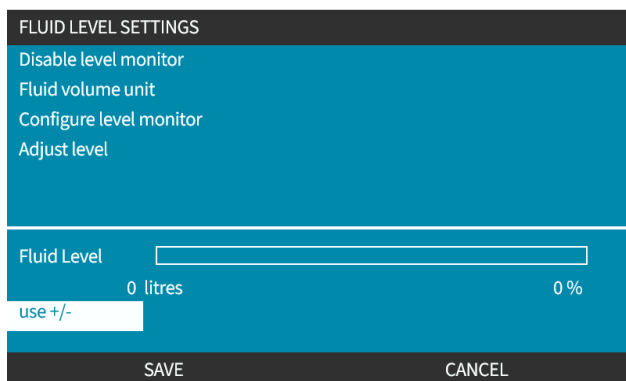 FLUID LEVEL SETTINGS
Disable level monitor
Fluid volume unit
Configure level monitor
Adjust level
Fluid Level
0 litres 0 %
use +/-
SAVE CANCEL